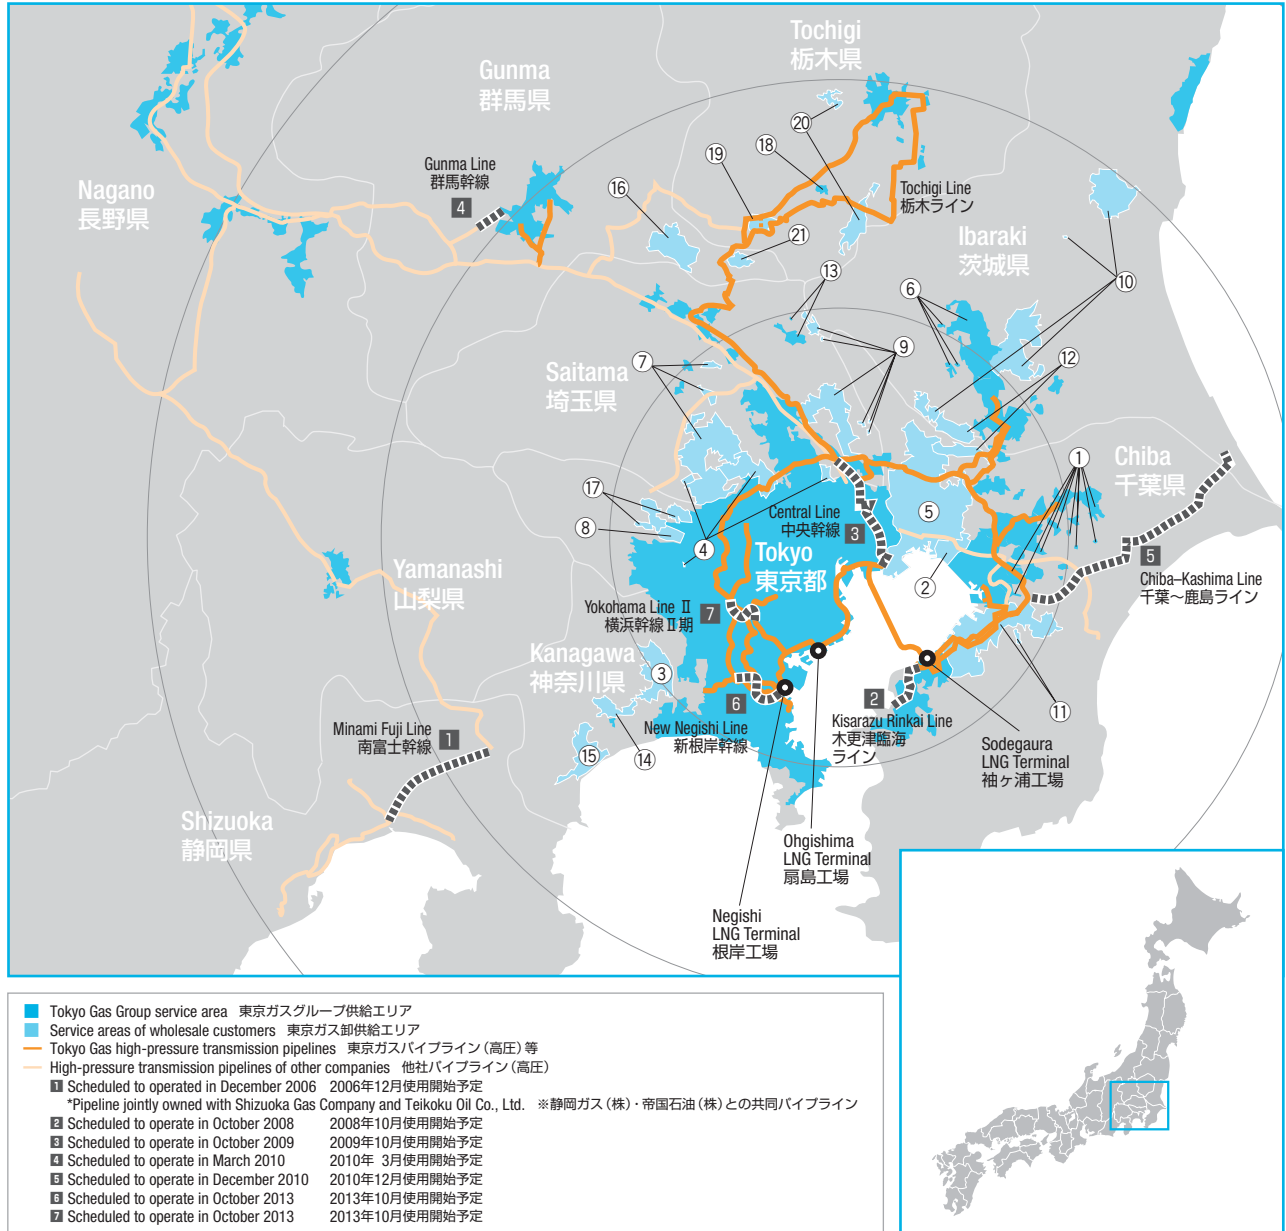 Tochigi
栃木県
Gunma
群馬県
⑳
⑱
⑲
Gunma Line
群馬幹線
4
⑯
Tochigi Line
栃木ライン
Nagano
長野県
㉑
Ibaraki
茨城県
⑩
⑬
⑥
⑨
⑫
⑦
Saitama
埼玉県
①
Chiba
千葉県
⑰
⑧
④
Central Line
中央幹線
3
⑤
Tokyo
東京都
②
5
Chiba–Kashima Line
千葉〜鹿島ライン
Yamanashi
山梨県
Yokohama Line II
横浜幹線II期
7
Kanagawa
神奈川県
③
6
New Negishi Line
新根岸幹線
2
Kisarazu Rinkai Line
木更津臨海
ライン
⑪
Minami Fuji Line
南富士幹線
1
⑮
⑭
Sodegaura
LNG Terminal
袖ヶ浦工場
Shizuoka
静岡県
Ohgishima
LNG Terminal
扇島工場
Negishi
LNG Terminal
根岸工場
Tokyo Gas Group service area 東京ガスグループ供給エリア
Service areas of wholesale customers 東京ガス卸供給エリア
Tokyo Gas high-pressure transmission pipelines 東京ガスパイプライン（高圧）等
High-pressure transmission pipelines of other companies 他社パイプライン（高圧）
1 Scheduled to operated in December 2006 2006年12月使用開始予定
*Pipeline jointly owned with Shizuoka Gas Company and Teikoku Oil Co., Ltd. ※静岡ガス（株）・帝国石油（株）との共同パイプライン
2 Scheduled to operate in October 2008 2008年10月使用開始予定
3 Scheduled to operate in October 2009 2009年10月使用開始予定
4 Scheduled to operate in March 2010 2010年 3月使用開始予定
5 Scheduled to operate in December 2010 2010年12月使用開始予定
6 Scheduled to operate in October 2013 2013年10月使用開始予定
7 Scheduled to operate in October 2013 2013年10月使用開始予定